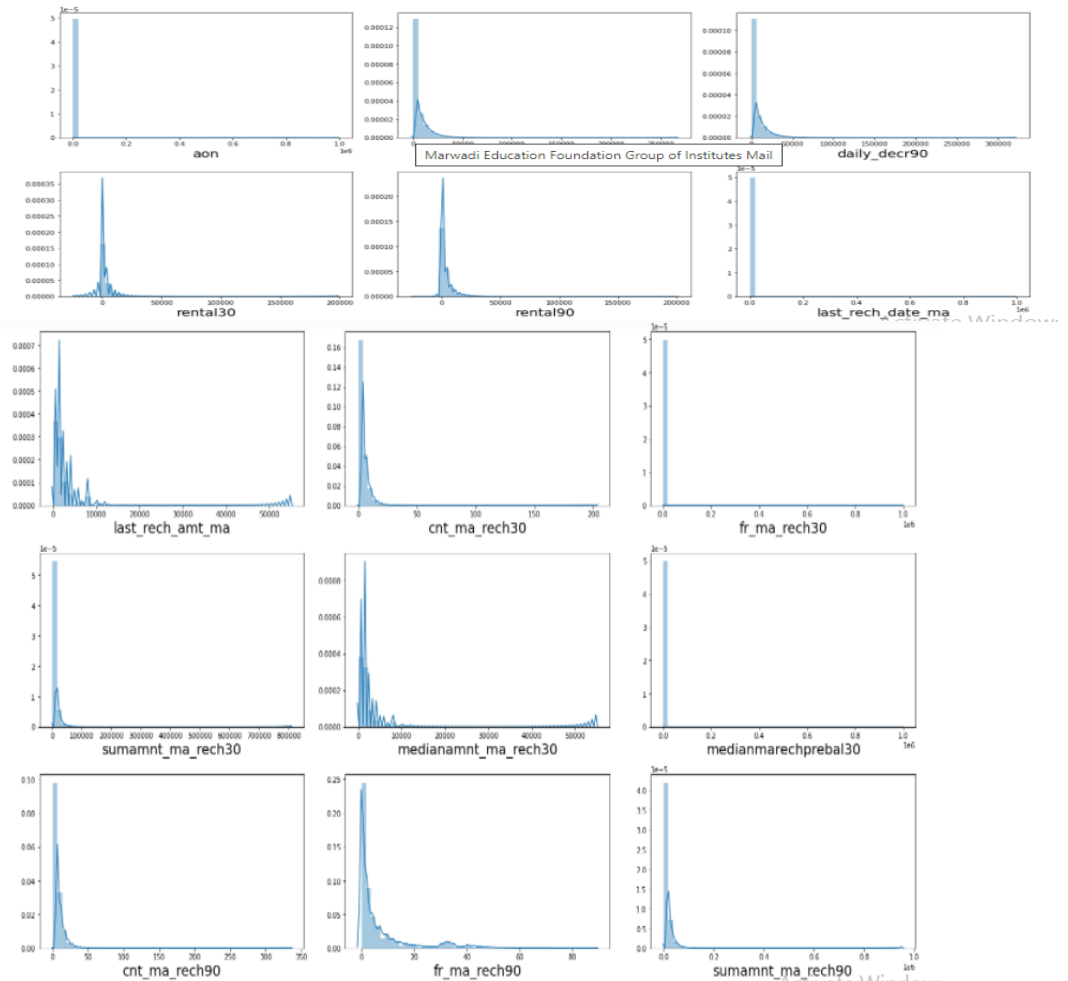 1e-5
5
4
3
2
1
0
0.0 0.2 0.4 0.6 0.8 1.0
1e6
aon
0.00012
0.00010
0.00008
0.00006
0.00004
0.00002
0.00000
0.00010
0.00008
0.00006
0.00004
0.00002
0.00000
50000 100000 150000 200000 250000 300000
daily_decr90
Marwadi Education Foundation Group of Institutes Mail
0.00035
0.00030
0.00025
0.00020
0.00015
0.00010
0.00005
0.00000
0 50000 100000 150000 200000
rental30
0.00020
0.00015
0.00010
0.00005
0.00000
0 50000 100000 150000 200000
rental90
1e-5
5
4
3
2
1
0
0.0 0.2 0.4 0.6 0.8 1.0
1e6
last_rech_date_ma
0.0007
0.0006
0.0005
0.0004
0.0003
0.0002
0.0001
0.0000
0 10000 20000 30000 40000 50000
last_rech_amt_ma
0.16
0.14
0.12
0.10
0.08
0.06
0.04
0.02
0.00
0 50 100 150 200
cnt_ma_rech30
1e-5
5
4
3
2
1
0
0.0 0.2 0.4 0.6 0.8 1.0
1e6
fr_ma_rech30
1e-5
5
4
3
2
1
0
0 100000 200000 300000 400000 500000 600000 700000 800000
sumamnt_ma_rech30
0.0008
0.0006
0.0004
0.0002
0.0000
0 10000 20000 30000 40000 50000
medianamnt_ma_rech30
1e-5
5
4
3
2
1
0
0.0 0.2 0.4 0.6 0.8 1.0
1e6
medianmarechprebal30
0.10
0.08
0.06
0.04
0.02
0.00
0 50 100 150 200 250 300 350
cnt_ma_rech90
0.25
0.20
0.15
0.10
0.05
0.00
0 20 40 60 80
fr_ma_rech90
1e-5
4.0
3.5
3.0
2.5
2.0
1.5
1.0
0.5
0.0
0.0 0.2 0.4 0.6 0.8 1.0
1e6
sumamnt_ma_rech90